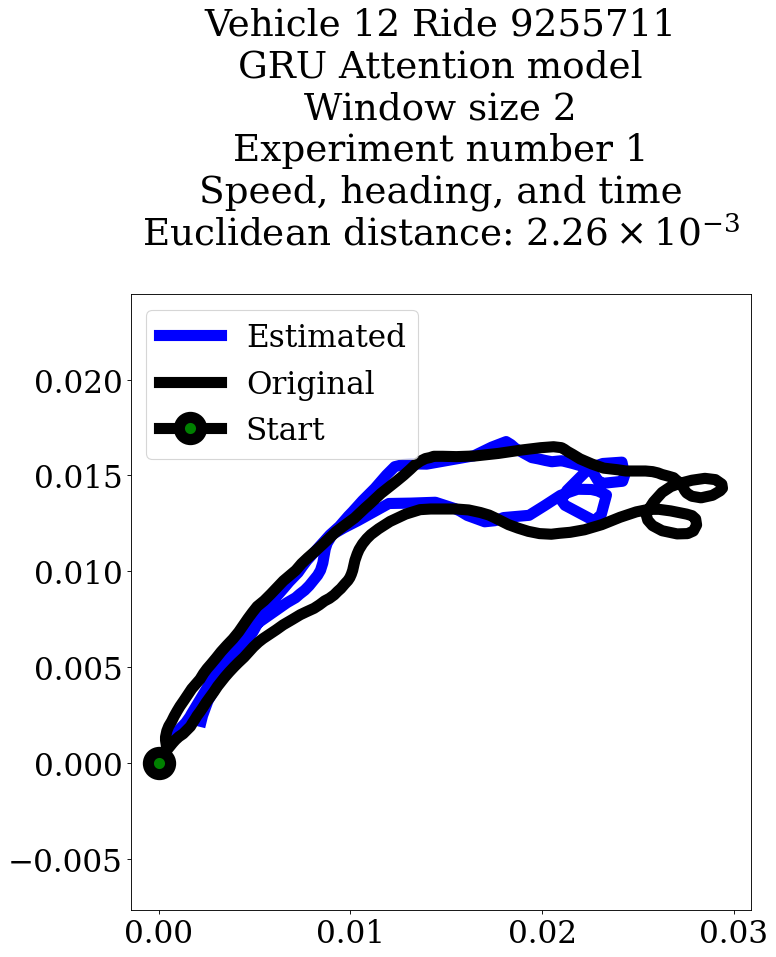 Vehicle 12 Ride 9255711
GRU Attention model
Window size 2
Experiment number 1
Speed, heading, and time
Euclidean distance: 2.26 × 10⁻³
Estimated
Original
Start
0.020
0.015
0.010
0.005
0.000
−0.005
0.00 0.01 0.02 0.03